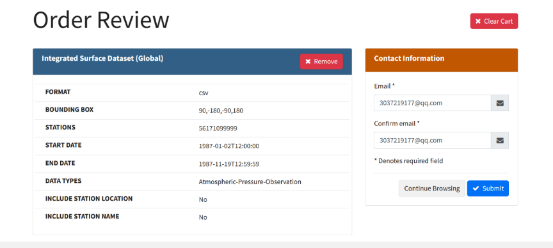 Order Review
Clear Cart
Integrated Surface Dataset (Global)
Remove
FORMAT csv
BOUNDING BOX 90,-180,-90,180
STATIONS 56171099999
START DATE 1987-01-02T12:00:00
END DATE 1987-11-19T12:59:59
DATA TYPES Atmospheric-Pressure-Observation
INCLUDE STATION LOCATION No
INCLUDE STATION NAME No
Contact Information
Email *
3037219177@qq.com
Confirm email *
3037219177@qq.com
* Denotes required field
Continue Browsing
Submit